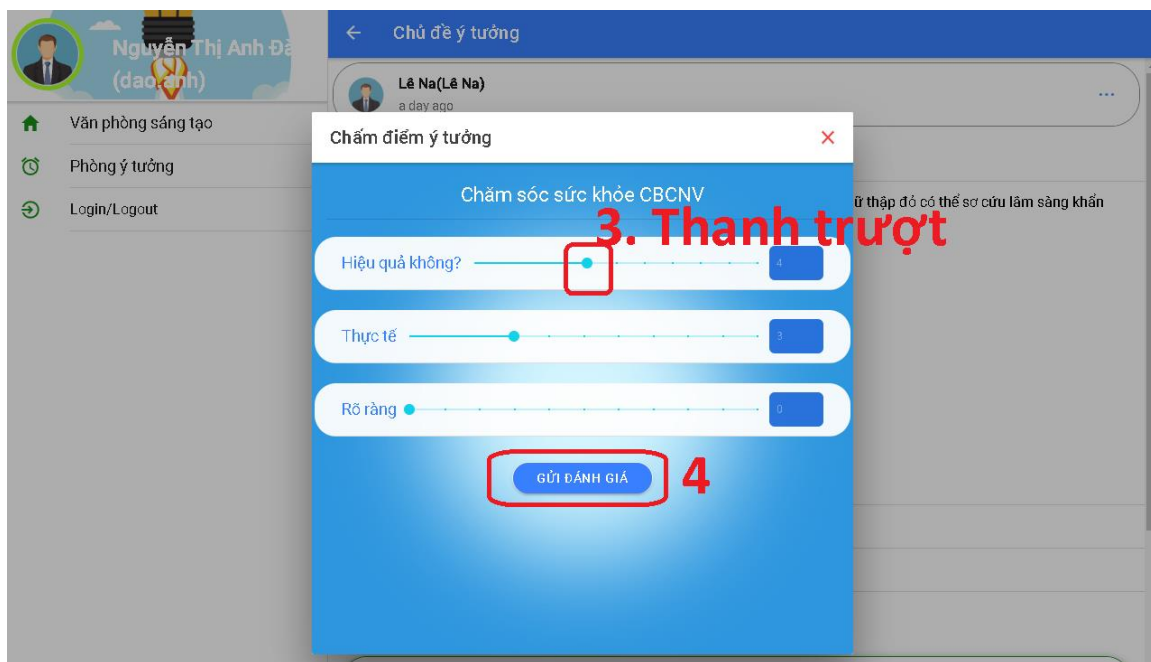 Nguyễn Thị Anh Đà
(dao.anh)
Văn phòng sáng tạo
Phòng ý tưởng
Login/Logout
Chủ đề ý tưởng
Lê Na(Lê Na)
a day ago
...
Chấm điểm ý tưởng
Chăm sóc sức khỏe CBCNV
ữ thập đỏ có thể sơ cứu lâm sàng khẩn
3. Thanh trượt
Hiệu quả không? 4
Thực tế 3
Rõ ràng 0
GỬI ĐÁNH GIÁ
4